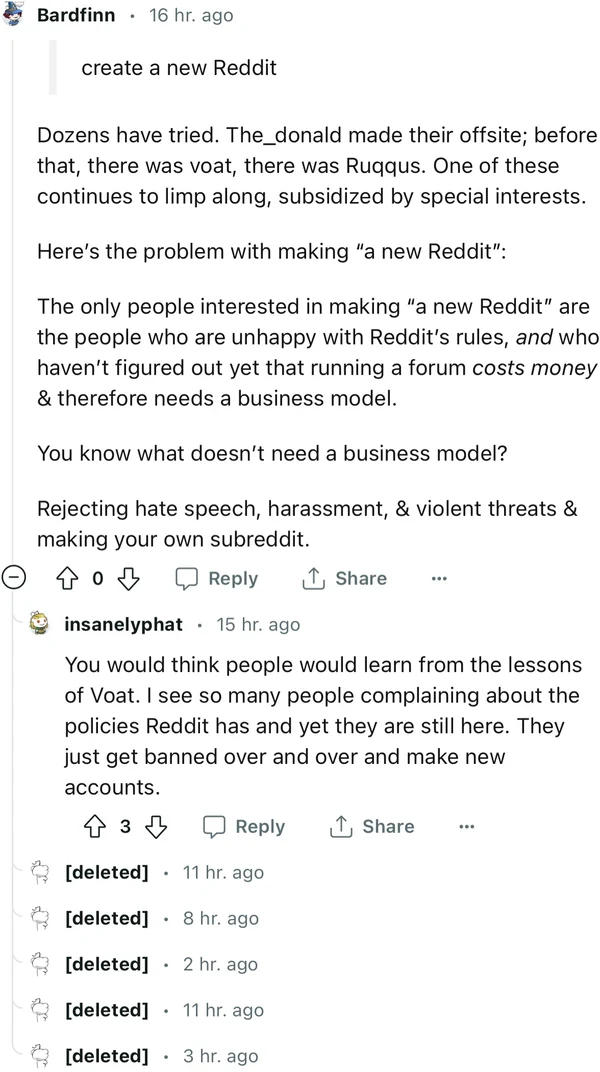 Bardfinn • 16 hr. ago
create a new Reddit
Dozens have tried. The_donald made their offsite; before
that, there was voat, there was Ruqqus. One of these
continues to limp along, subsidized by special interests.
Here’s the problem with making “a new Reddit”:
The only people interested in making “a new Reddit” are
the people who are unhappy with Reddit’s rules, and who
haven’t figured out yet that running a forum costs money
& therefore needs a business model.
You know what doesn’t need a business model?
Rejecting hate speech, harassment, & violent threats &
making your own subreddit.
0 Reply Share ...
insanelyphat • 15 hr. ago
You would think people would learn from the lessons
of Voat. I see so many people complaining about the
policies Reddit has and yet they are still here. They
just get banned over and over and make new
accounts.
3 Reply Share ...
[deleted] • 11 hr. ago
[deleted] • 8 hr. ago
[deleted] • 2 hr. ago
[deleted] • 11 hr. ago
[deleted] • 3 hr. ago